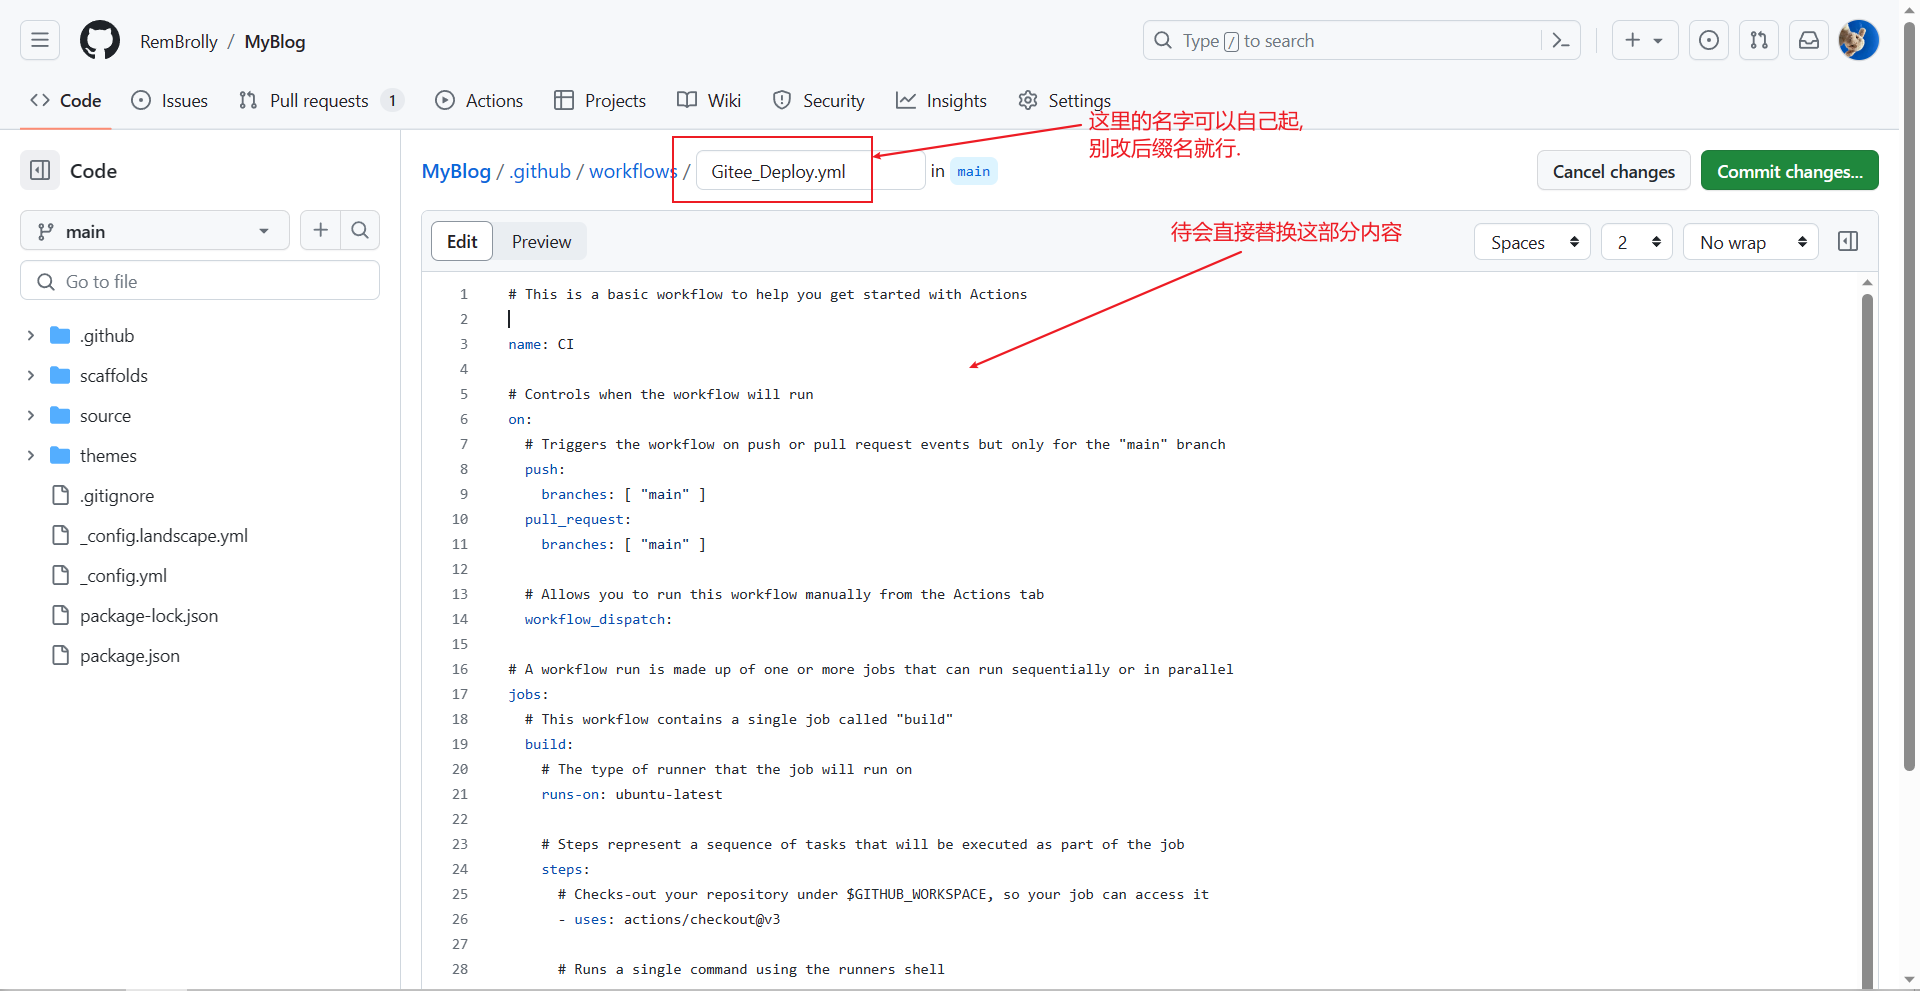 RemBrolly / MyBlog
Type / to search
Code
Issues
Pull requests 1
Actions
Projects
Wiki
Security
Insights
Settings
这里的名字可以自己起,
别改后缀名就行.
Code
MyBlog / .github / workflows / Gitee_Deploy.yml in main
Cancel changes
Commit changes...
main
Go to file
.github
scaffolds
source
themes
.gitignore
_config.landscape.yml
_config.yml
package-lock.json
package.json
Edit
Preview
待会直接替换这部分内容
Spaces
2
No wrap
1 # This is a basic workflow to help you get started with Actions
2
3 name: CI
4
5 # Controls when the workflow will run
6 on:
7 # Triggers the workflow on push or pull request events but only for the "main" branch
8 push:
9 branches: [ "main" ]
10 pull_request:
11 branches: [ "main" ]
12
13 # Allows you to run this workflow manually from the Actions tab
14 workflow_dispatch:
15
16 # A workflow run is made up of one or more jobs that can run sequentially or in parallel
17 jobs:
18 # This workflow contains a single job called "build"
19 build:
20 # The type of runner that the job will run on
21 runs-on: ubuntu-latest
22
23 # Steps represent a sequence of tasks that will be executed as part of the job
24 steps:
25 # Checks-out your repository under $GITHUB_WORKSPACE, so your job can access it
26 - uses: actions/checkout@v3
27
28 # Runs a single command using the runners shell